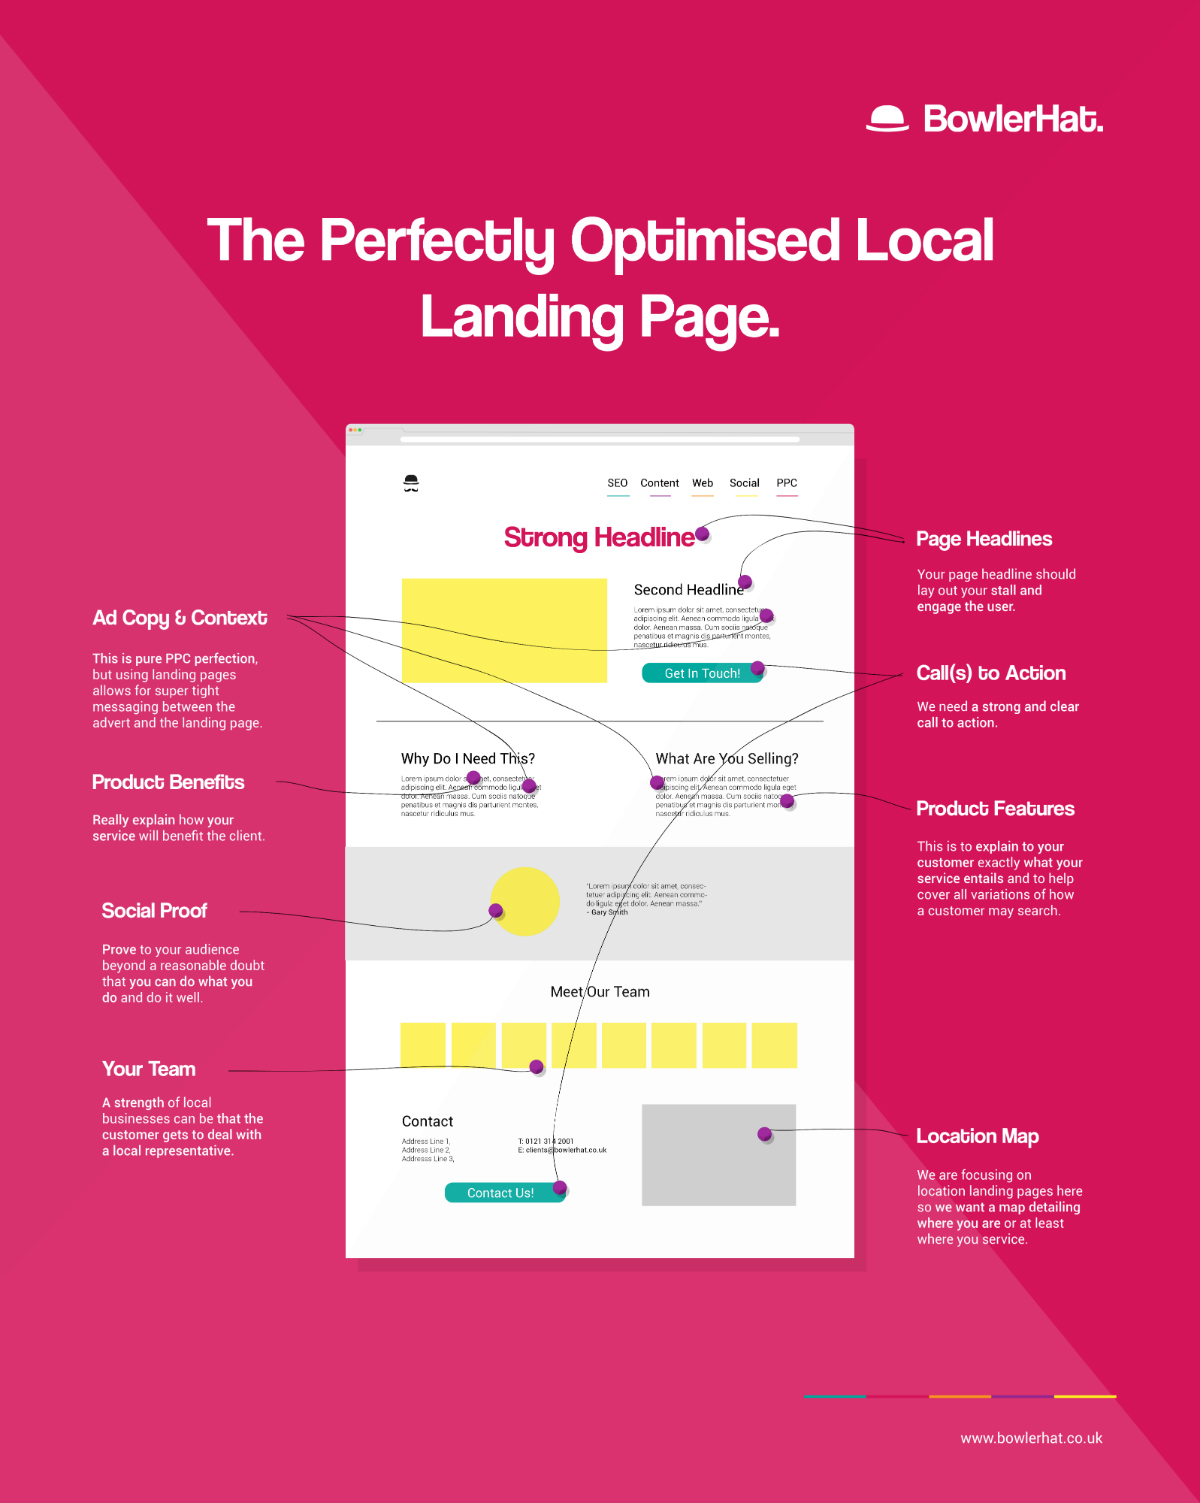 BowlerHat.
The Perfectly Optimised Local
Landing Page.
SEO Content Web Social PPC
Strong Headline
Second Headline
Lorem ipsum dolor sit amet, consectetuer
adipiscing elit. Aenean commodo ligula
dolor. Aenean massa. Cum sociis natoque
penatibus et magnis dis parturient montes,
nascetur ridiculus mus.
Get In Touch!
Why Do I Need This?
Lorem ipsum dolor sit amet, consectetuer
adipiscing elit. Aenean commodo ligula eget
dolor. Aenean massa. Cum sociis natoque
penatibus et magnis dis parturient montes,
nascetur ridiculus mus.
What Are You Selling?
Lorem ipsum dolor sit amet, consectetuer
adipiscing elit. Aenean commodo ligula eget
dolor. Aenean massa. Cum sociis natoque
penatibus et magnis dis parturient montes,
nascetur ridiculus mus.
"Lorem ipsum dolor sit amet, consec-
tetuer adipiscing elit. Aenean commo-
do ligula eget dolor. Aenean massa."
- Gary Smith
Meet Our Team
Contact
Address Line 1,
Address Line 2,
Addresss Line 3,
T: 0121 314 2001
E: clients@bowlerhat.co.uk
Contact Us!
Ad Copy & Context
This is pure PPC perfection,
but using landing pages
allows for super tight
messaging between the
advert and the landing page.
Product Benefits
Really explain how your
service will benefit the client.
Social Proof
Prove to your audience
beyond a reasonable doubt
that you can do what you
do and do it well.
Your Team
A strength of local
businesses can be that the
customer gets to deal with
a local representative.
Page Headlines
Your page headline should
lay out your stall and
engage the user.
Call(s) to Action
We need a strong and clear
call to action.
Product Features
This is to explain to your
customer exactly what your
service entails and to help
cover all variations of how
a customer may search.
Location Map
We are focusing on
location landing pages here
so we want a map detailing
where you are or at least
where you service.
www.bowlerhat.co.uk